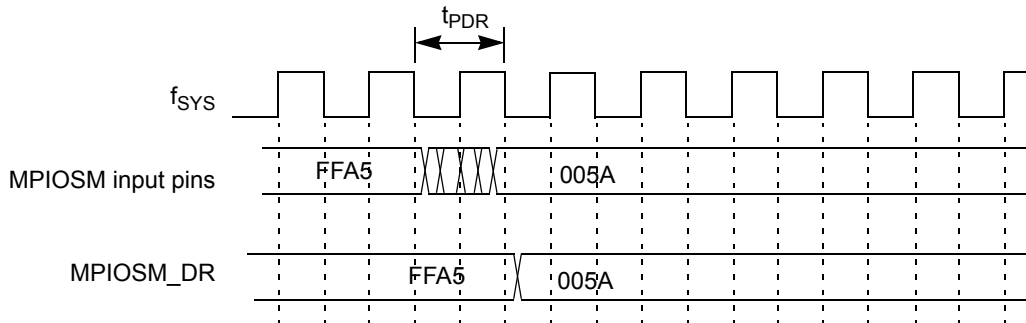 tPDR
fSYS
MPIOSM input pins FFA5 005A
MPIOSM_DR FFA5 005A